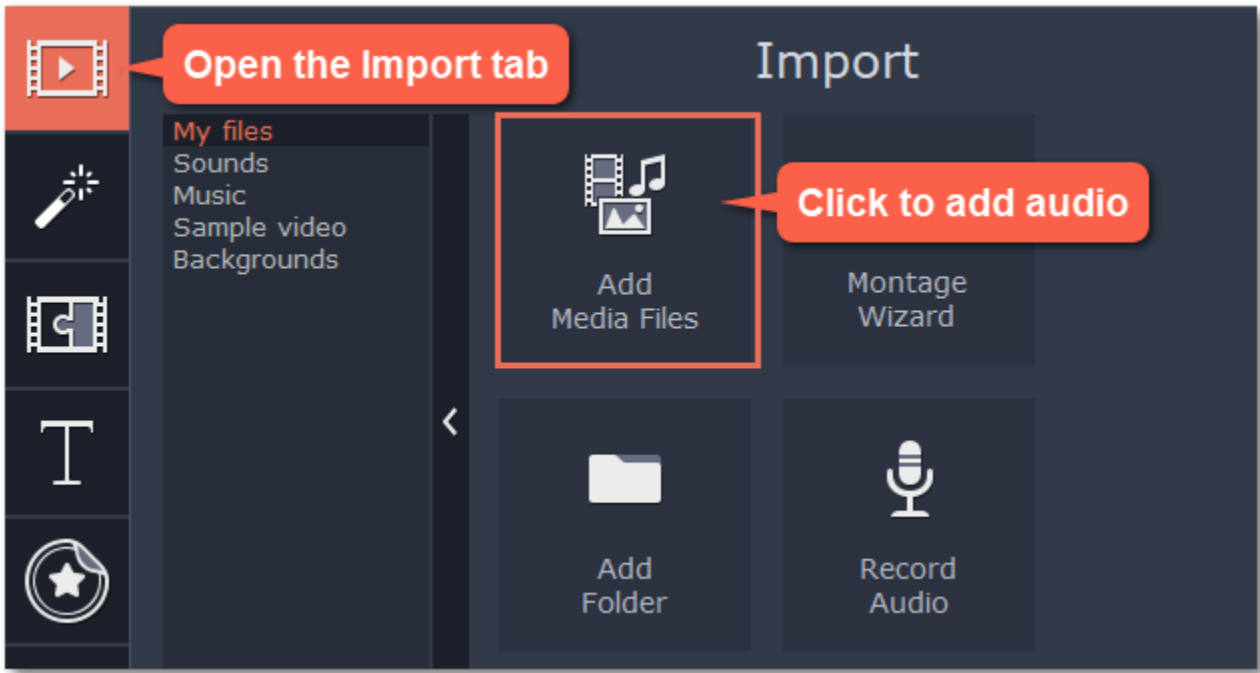 Open the Import tab
Import
My files
Sounds
Music
Sample video
Backgrounds
Add
Media Files
Click to add audio
Montage
Wizard
Add
Folder
Record
Audio